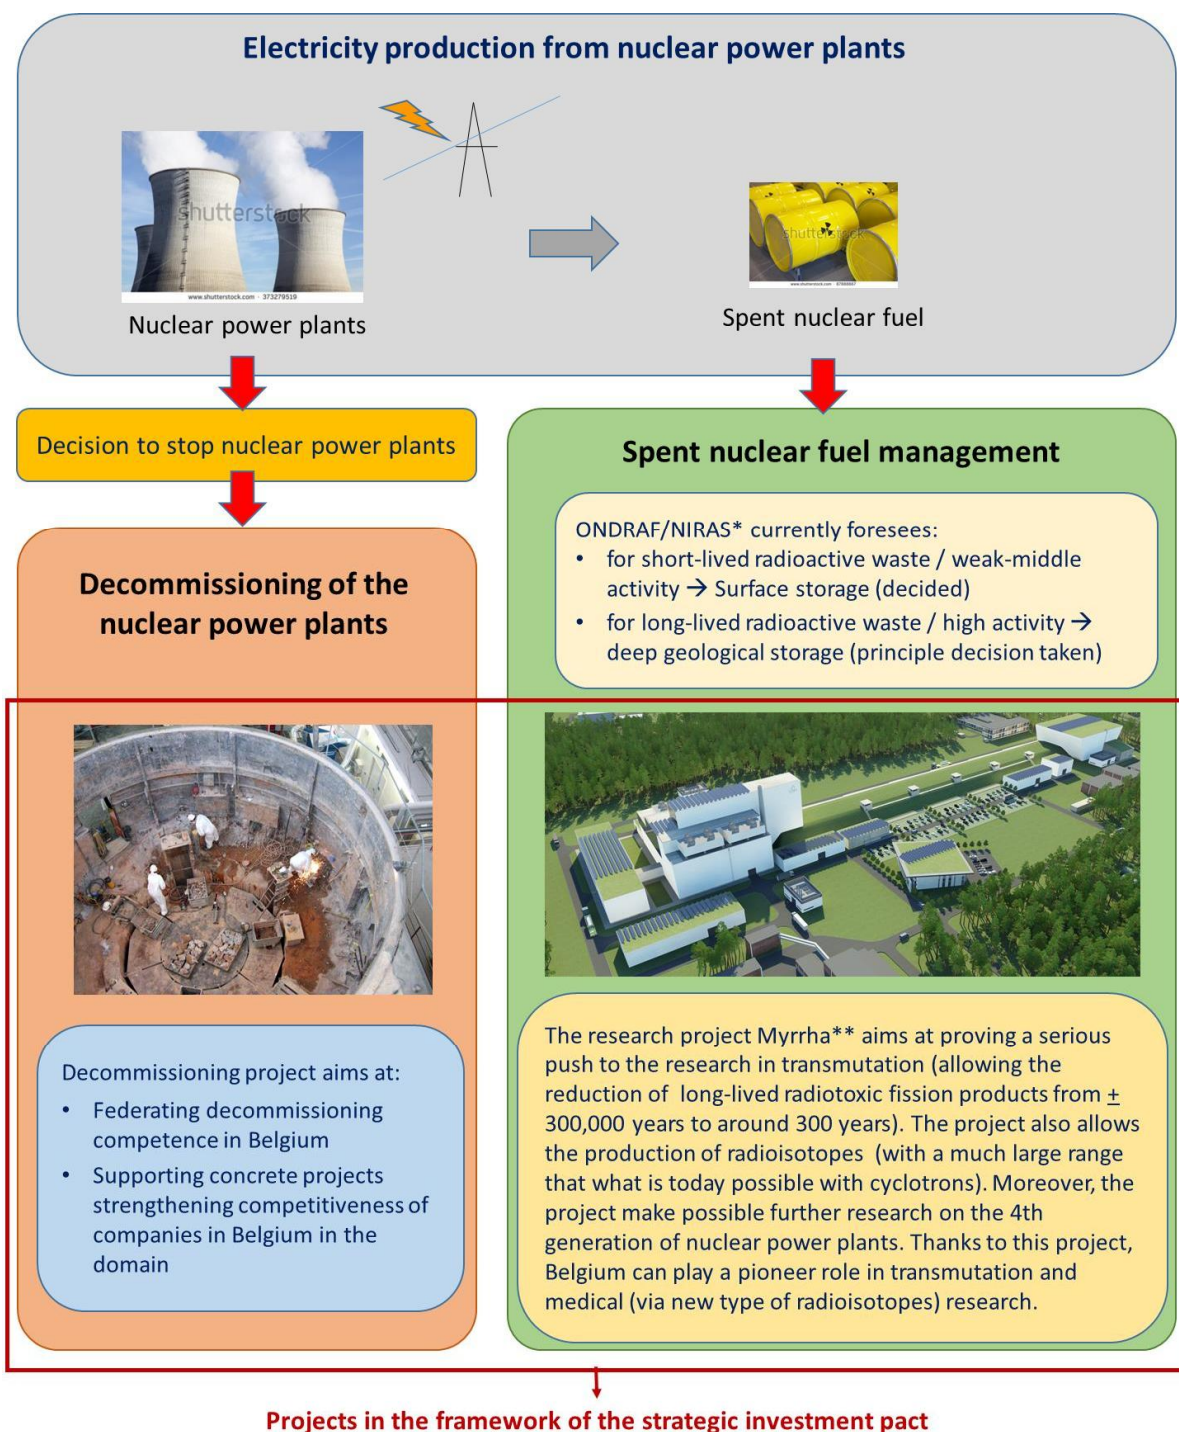 Electricity production from nuclear power plants
shutterstock
www.shutterstock.com · 373279519
shutterstock
Nuclear power plants
Spent nuclear fuel
Decision to stop nuclear power plants
Decommissioning of the
nuclear power plants
Decommissioning project aims at:
• Federating decommissioning
competence in Belgium
• Supporting concrete projects
strengthening competitiveness of
companies in Belgium in the
domain
Spent nuclear fuel management
ONDRAF/NIRAS* currently foresees:
• for short-lived radioactive waste / weak-middle
activity → Surface storage (decided)
• for long-lived radioactive waste / high activity →
deep geological storage (principle decision taken)
The research project Myrrha** aims at proving a serious
push to the research in transmutation (allowing the
reduction of  long-lived radiotoxic fission products from ±
300,000 years to around 300 years). The project also allows
the production of radioisotopes  (with a much large range
that what is today possible with cyclotrons). Moreover, the
project make possible further research on the 4th
generation of nuclear power plants. Thanks to this project,
Belgium can play a pioneer role in transmutation and
medical (via new type of radioisotopes) research.
Projects in the framework of the strategic investment pact